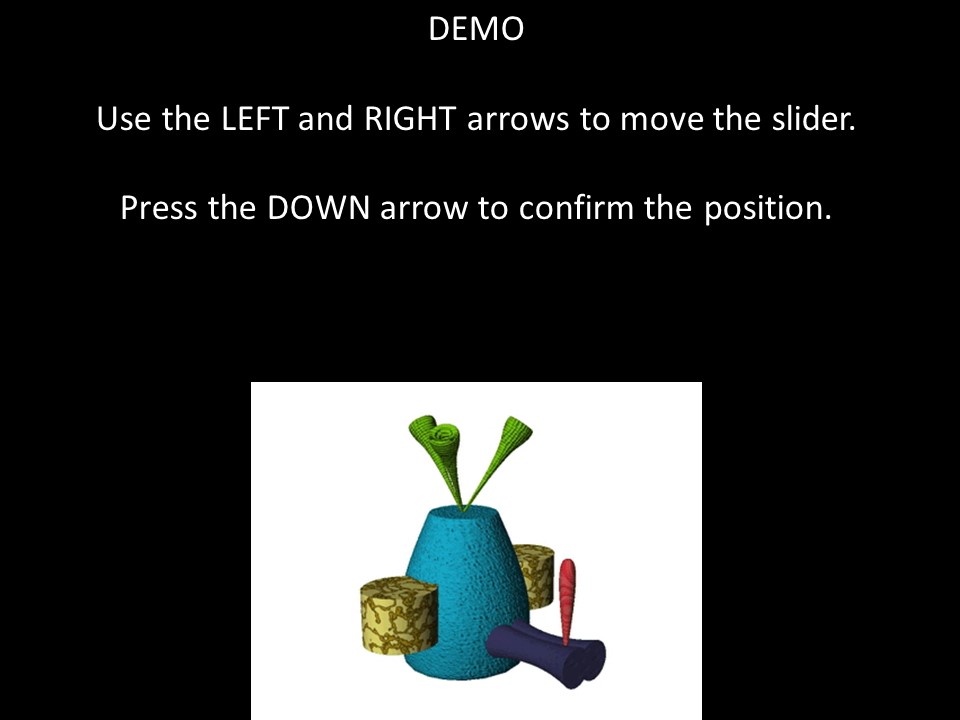 DEMO
Use the LEFT and RIGHT arrows to move the slider.
Press the DOWN arrow to confirm the position.